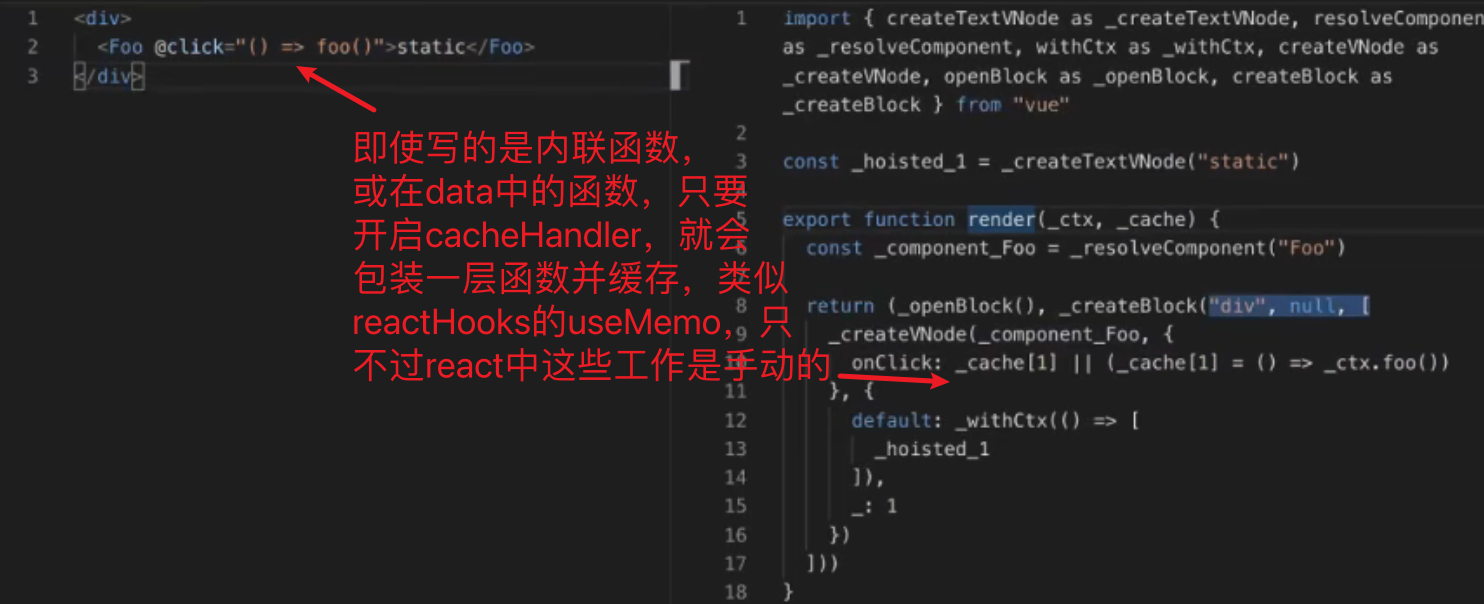 1 <div>
2 <Foo @click="() => foo()">static</Foo>
3 </div>
即使写的是内联函数，
或在data中的函数，只要
开启cacheHandler，就会
包装一层函数并缓存，类似
reactHooks的useMemo，只
不过react中这些工作是手动的
1 import { createTextVNode as _createTextVNode, resolveComponen
as _resolveComponent, withCtx as _withCtx, createVNode as
_createVNode, openBlock as _openBlock, createBlock as
_createBlock } from "vue"
2
3 const _hoisted_1 = _createTextVNode("static")
4
5 export function render(_ctx, _cache) {
6 const _component_Foo = _resolveComponent("Foo")
7
8 return (_openBlock(), _createBlock("div", null, [
9 _createVNode(_component_Foo, {
10 onClick: _cache[1] || (_cache[1] = () => _ctx.foo())
11 }, {
12 default: _withCtx(() => [
13 _hoisted_1
14 ]),
15 _: 1
16 })
17 ]))
18 }